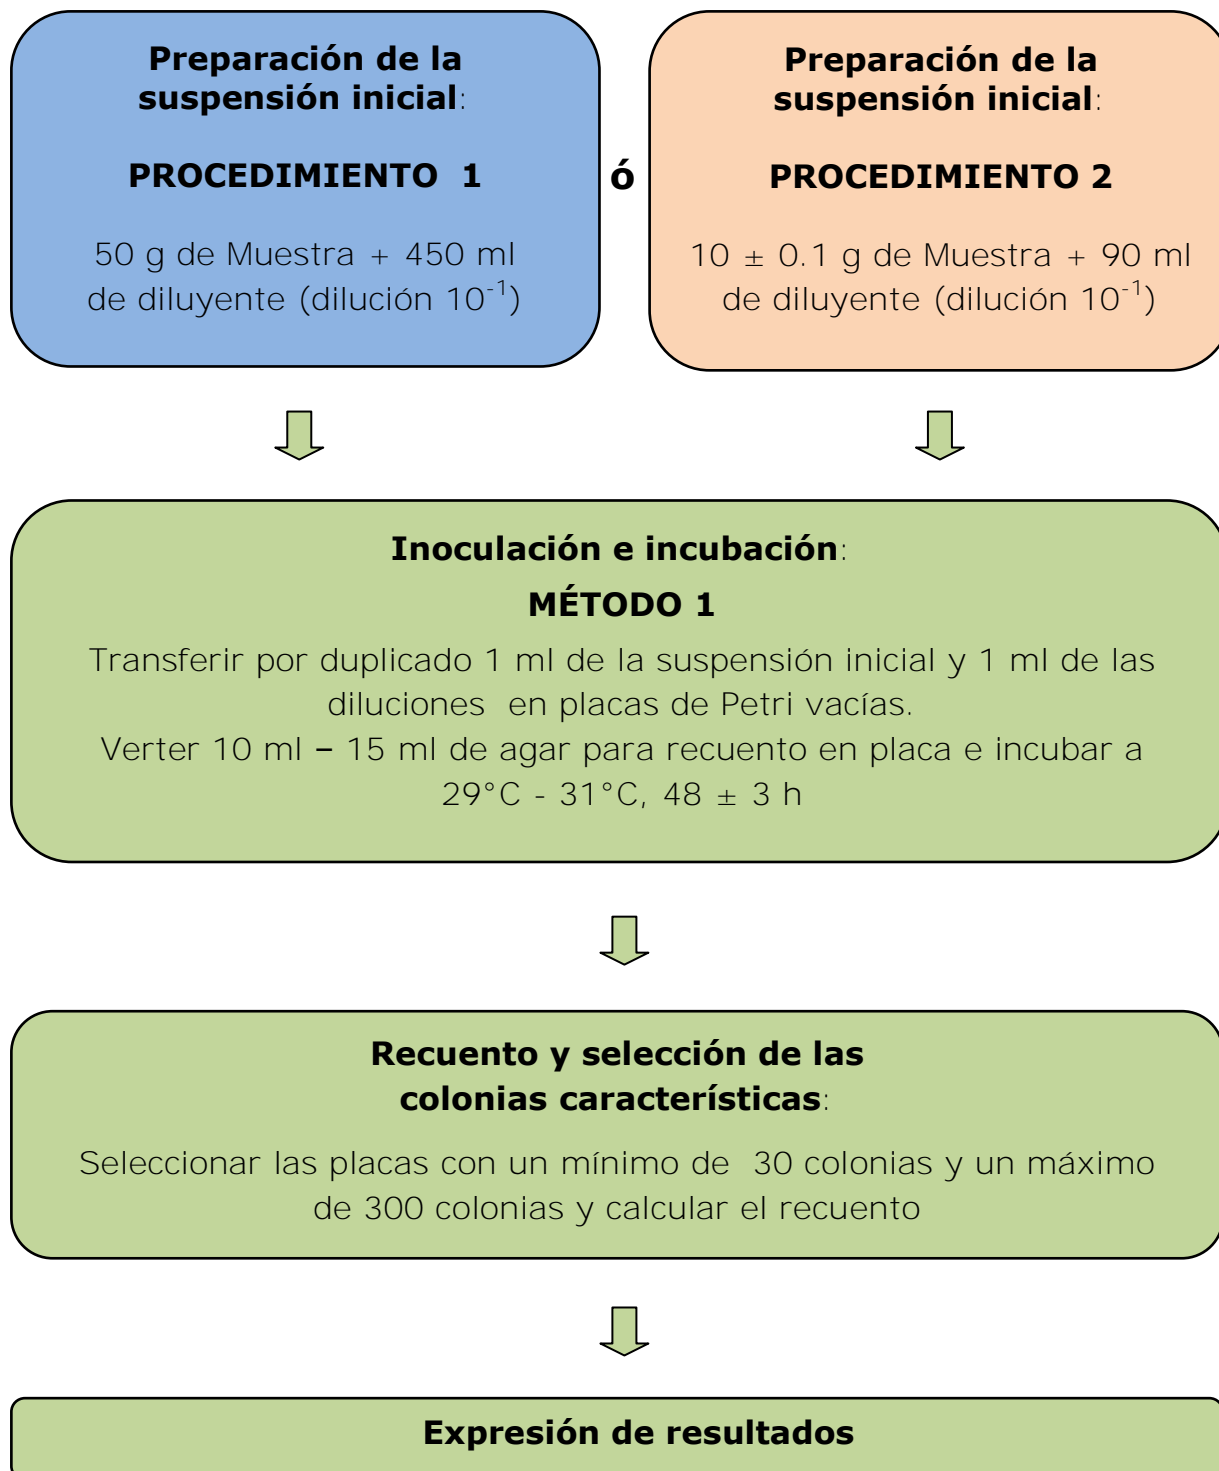 Preparación de la
suspensión inicial:
PROCEDIMIENTO 1
50 g de Muestra + 450 ml
de diluyente (dilución 10⁻¹)
ó
Preparación de la
suspensión inicial:
PROCEDIMIENTO 2
10 ± 0.1 g de Muestra + 90 ml
de diluyente (dilución 10⁻¹)
Inoculación e incubación:
MÉTODO 1
Transferir por duplicado 1 ml de la suspensión inicial y 1 ml de las
diluciones en placas de Petri vacías.
Verter 10 ml – 15 ml de agar para recuento en placa e incubar a
29°C - 31°C, 48 ± 3 h
Recuento y selección de las
colonias características:
Seleccionar las placas con un mínimo de 30 colonias y un máximo
de 300 colonias y calcular el recuento
Expresión de resultados